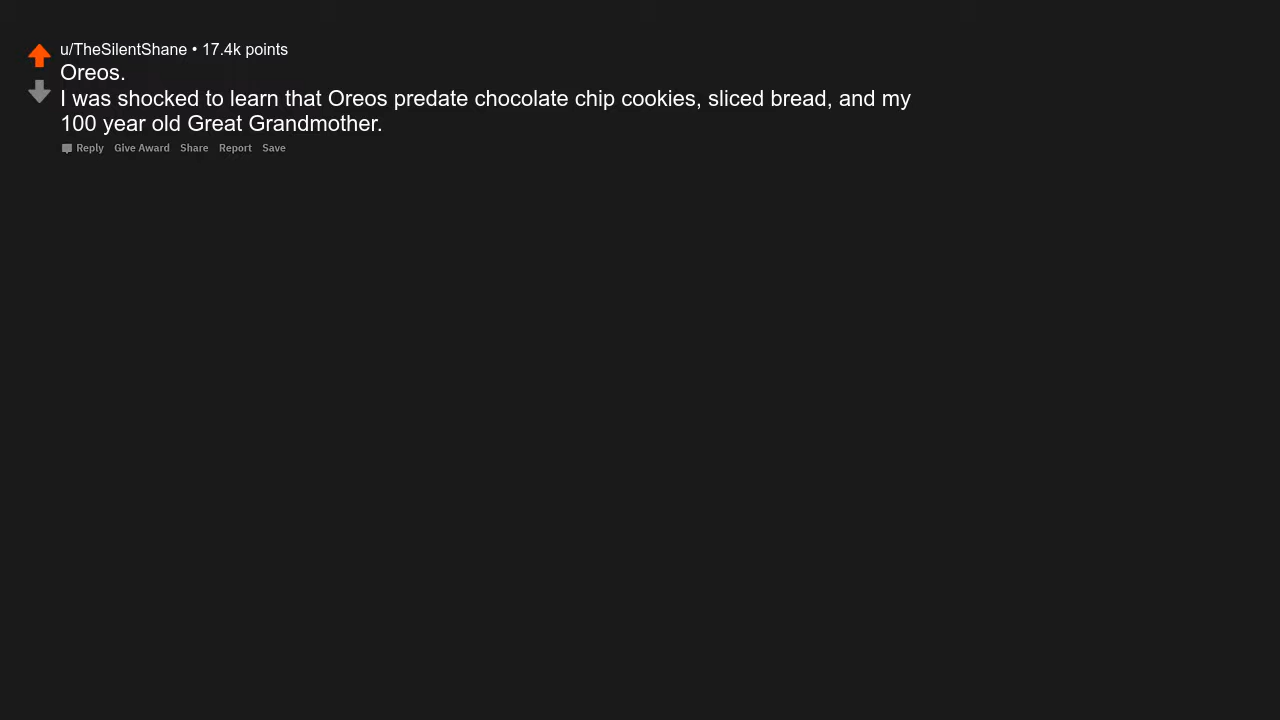 u/TheSilentShane • 17.4k points
Oreos.
I was shocked to learn that Oreos predate chocolate chip cookies, sliced bread, and my
100 year old Great Grandmother.
Reply Give Award Share Report Save